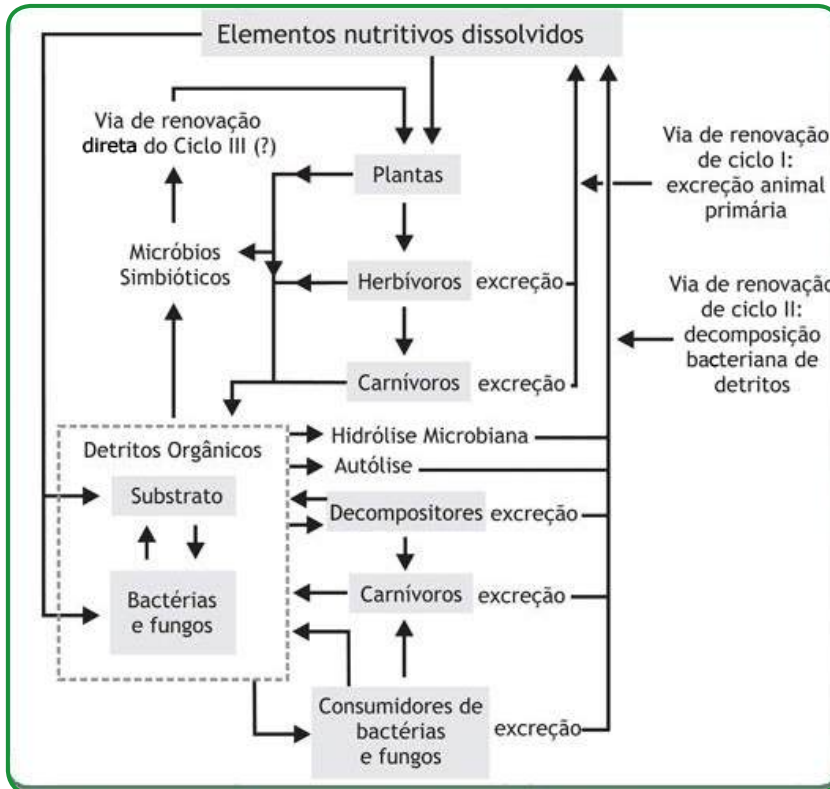 Elementos nutritivos dissolvidos
Via de renovação
direta do Ciclo III (?)
Plantas
Micróbios
Simbióticos
Herbívoros
excreção
Carnívoros
excreção
Via de renovação
de ciclo I:
excreção animal
primária
Via de renovação
de ciclo II:
decomposição
bacteriana de
detritos
Detritos Orgânicos
Substrato
Bactérias
e fungos
Hidrólise Microbiana
Autólise
Decompositores
excreção
Carnívoros
excreção
Consumidores de
bactérias
e fungos
excreção